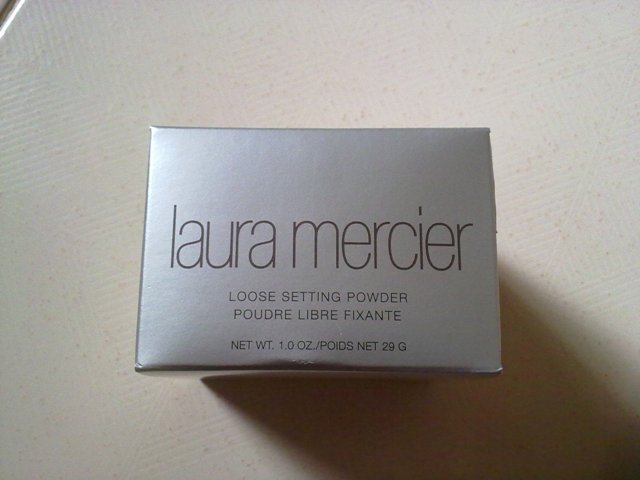 laura mercier
LOOSE SETTING POWDER
POUDRE LIBRE FIXANTE
NET WT. 1.0 OZ./POIDS NET 29 G